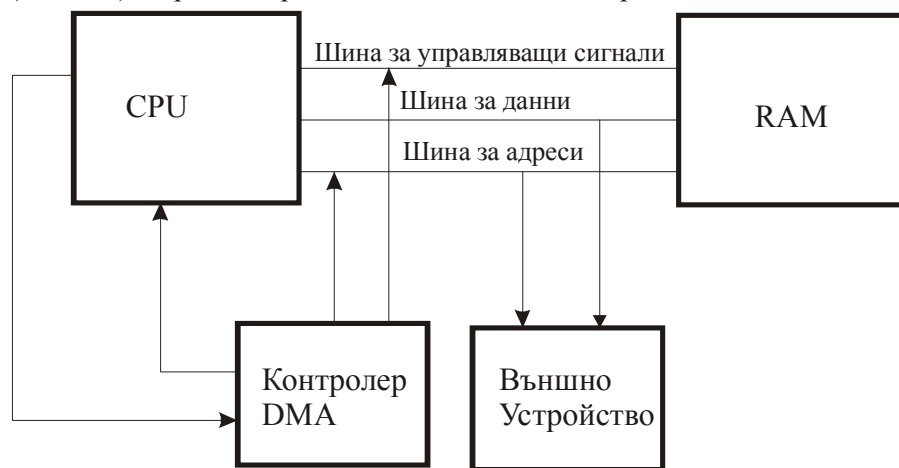 Шина за управляващи сигнали
CPU
Шина за данни
RAM
Шина за адреси
Контролер
DMA
Външно
Устройство